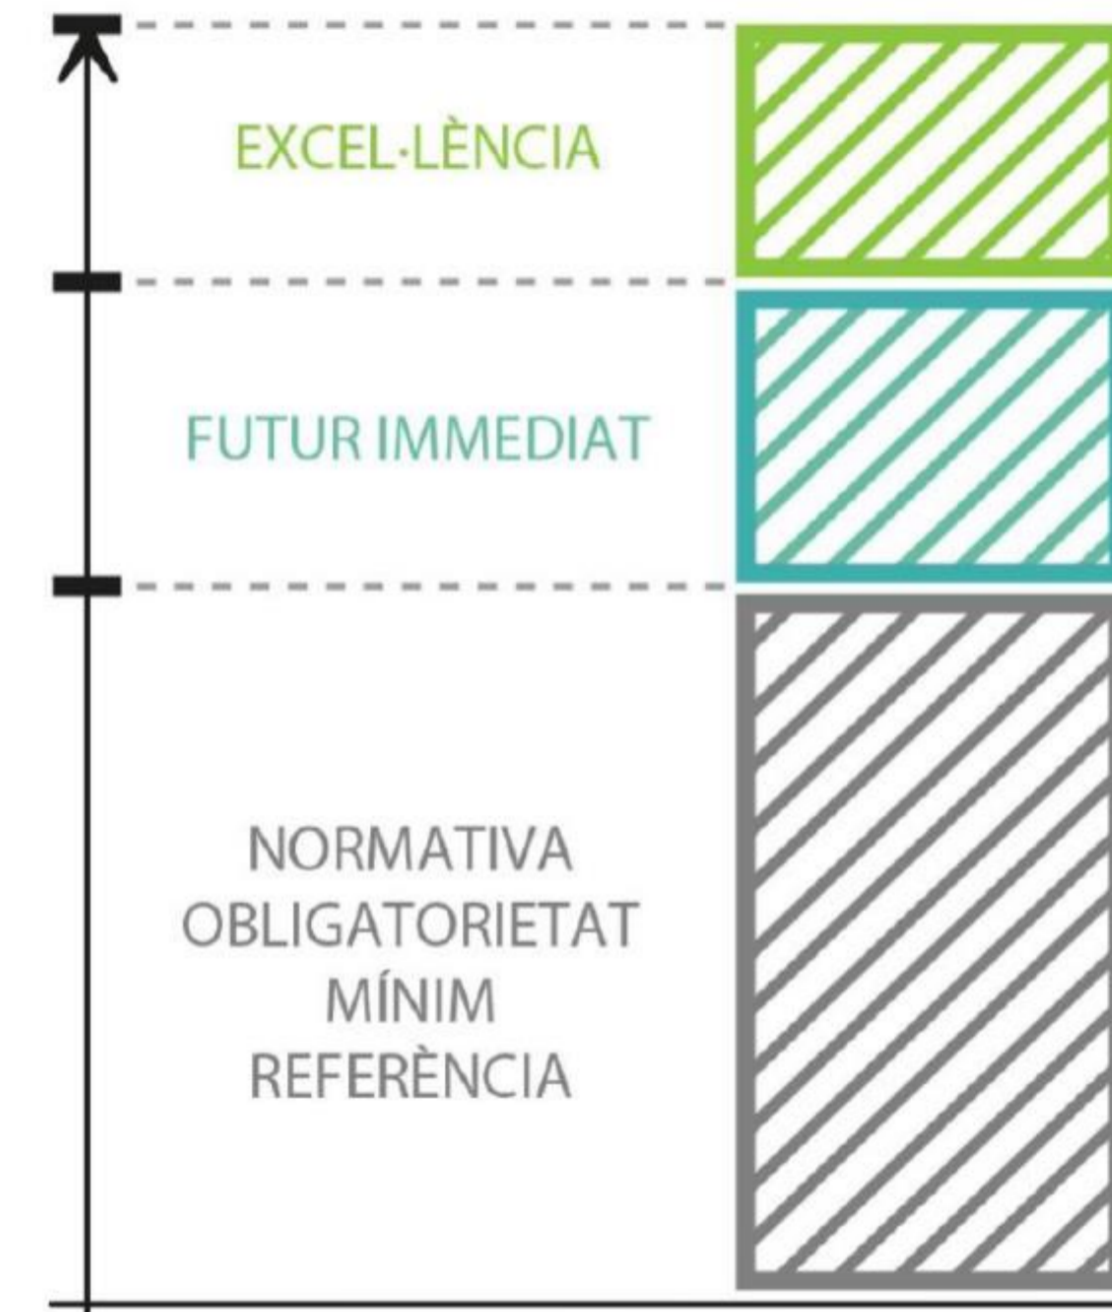 EXCEL·LÈNCIA
FUTUR IMMEDIAT
NORMATIVA
OBLIGATORIETAT
MÍNIM
REFERÈNCIA